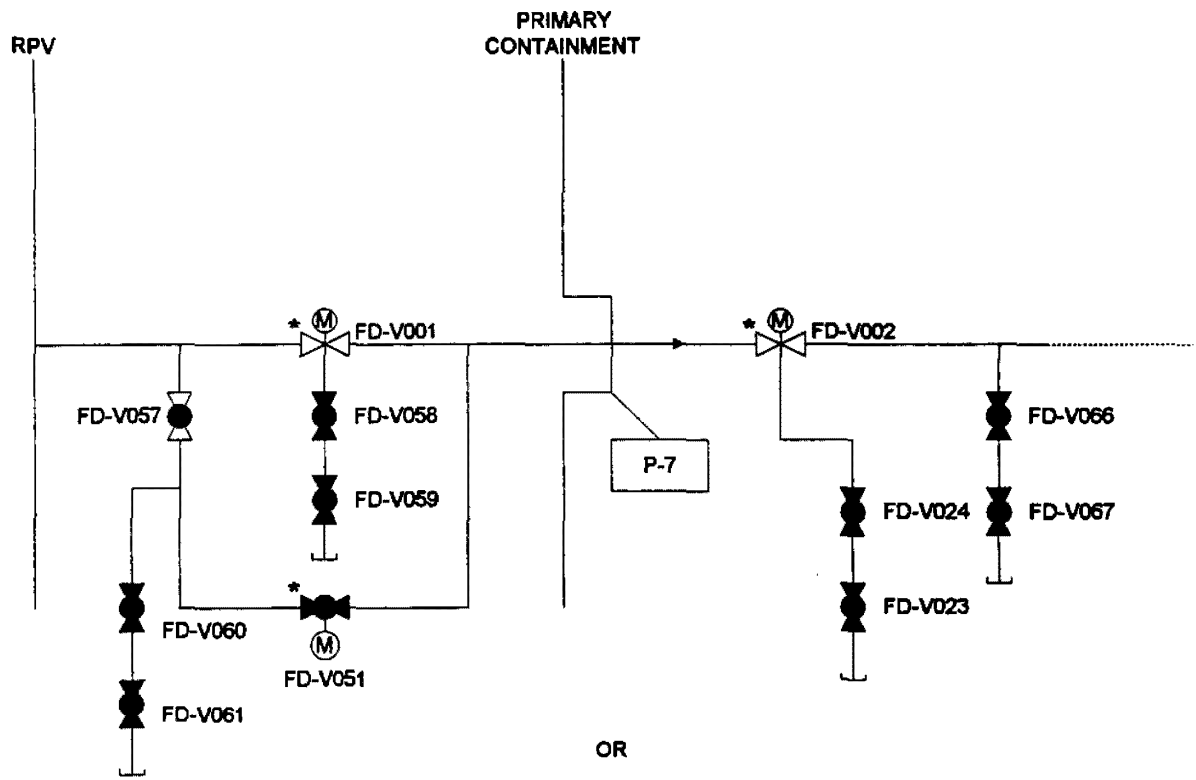 PRIMARY
CONTAINMENT
RPV
* M FD-V001
* M FD-V002
FD-V057
FD-V058
FD-V066
P-7
FD-V059
FD-V024
FD-V067
*
FD-V060
FD-V023
M
FD-V051
FD-V061
OR